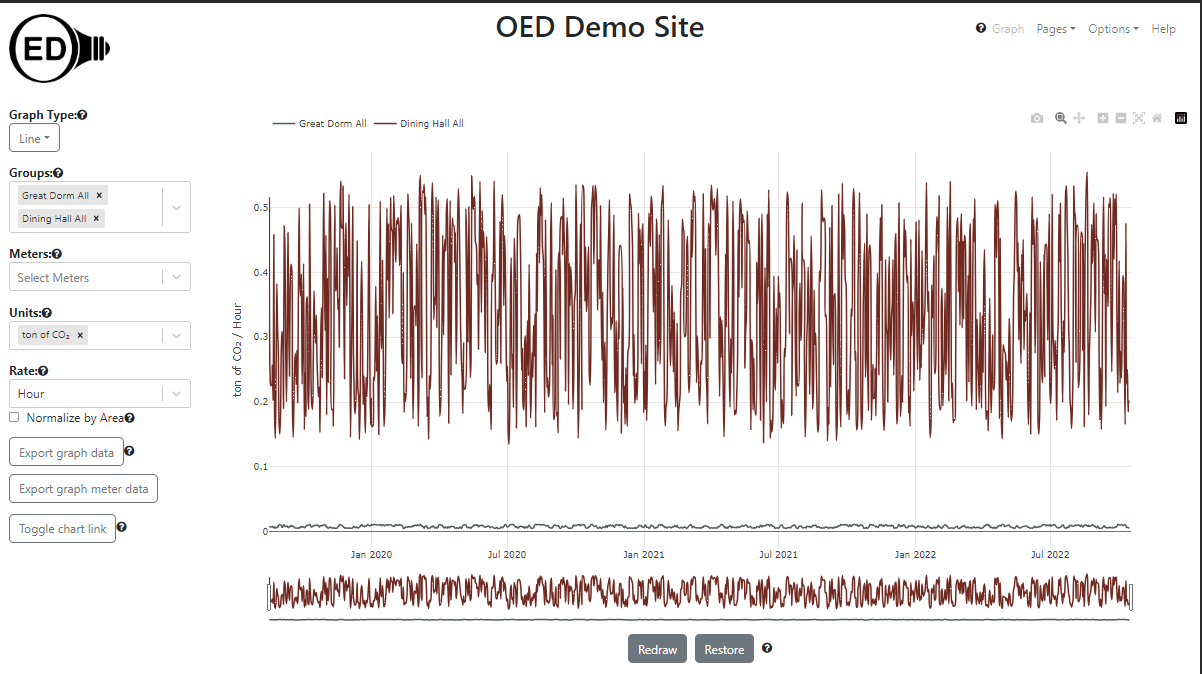 OED Demo Site
ED
Graph Pages Options Help
Graph Type:
Line
Groups:
Great Dorm All ×
Dining Hall All ×
Meters:
Select Meters
Units:
ton of CO₂ ×
Rate:
Hour
Normalize by Area
Export graph data
Export graph meter data
Toggle chart link
Great Dorm All Dining Hall All
ton of CO₂ / Hour
0.5
0.4
0.3
0.2
0.1
0
Jan 2020 Jul 2020 Jan 2021 Jul 2021 Jan 2022 Jul 2022
Redraw Restore